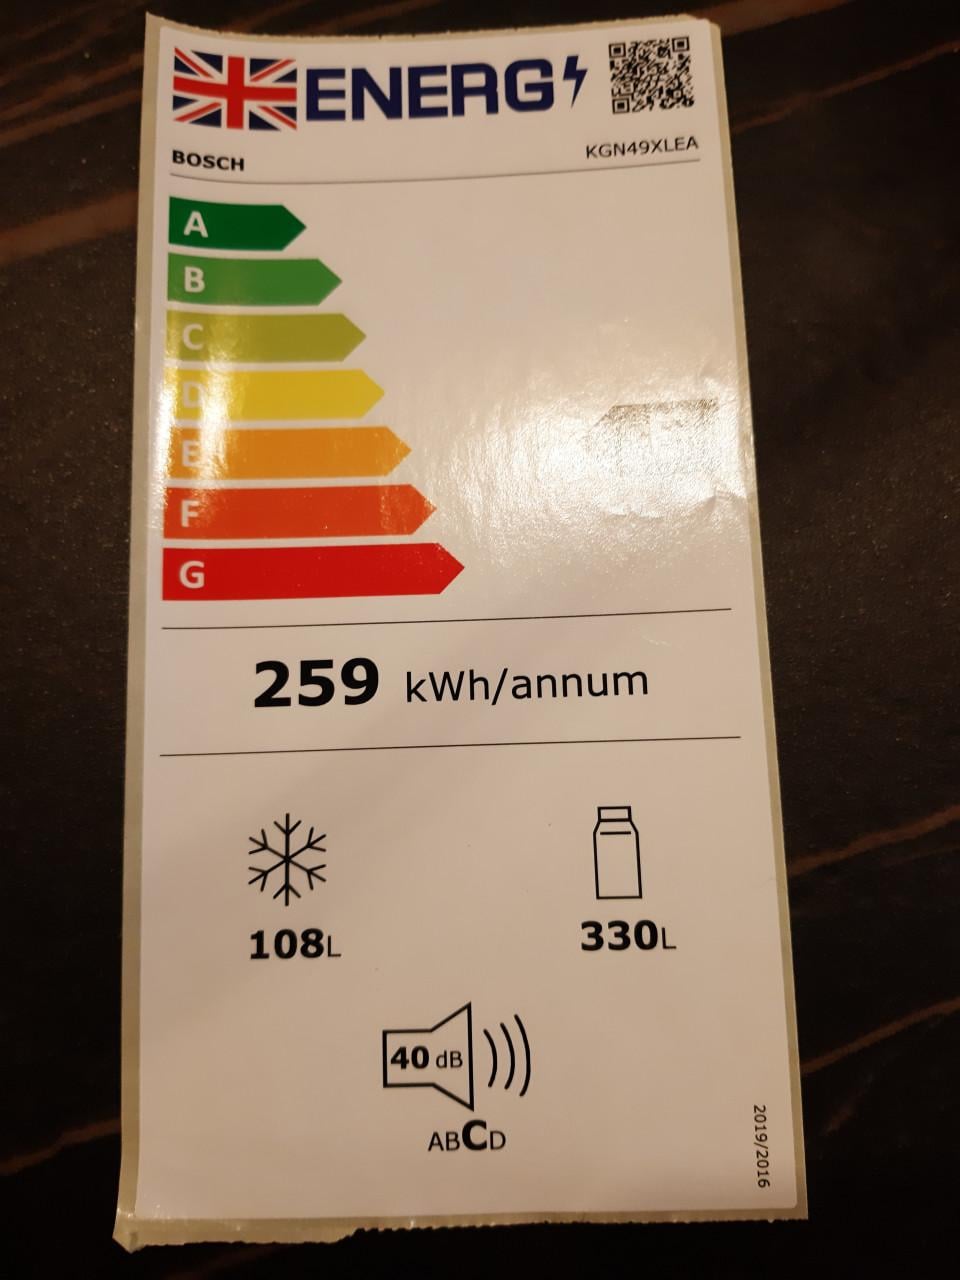 ENERG
BOSCH
KGN49XLEA
A
B
C
D
E
F
G
259 kWh/annum
108L
330L
40 dB
ABCD
2019/2016